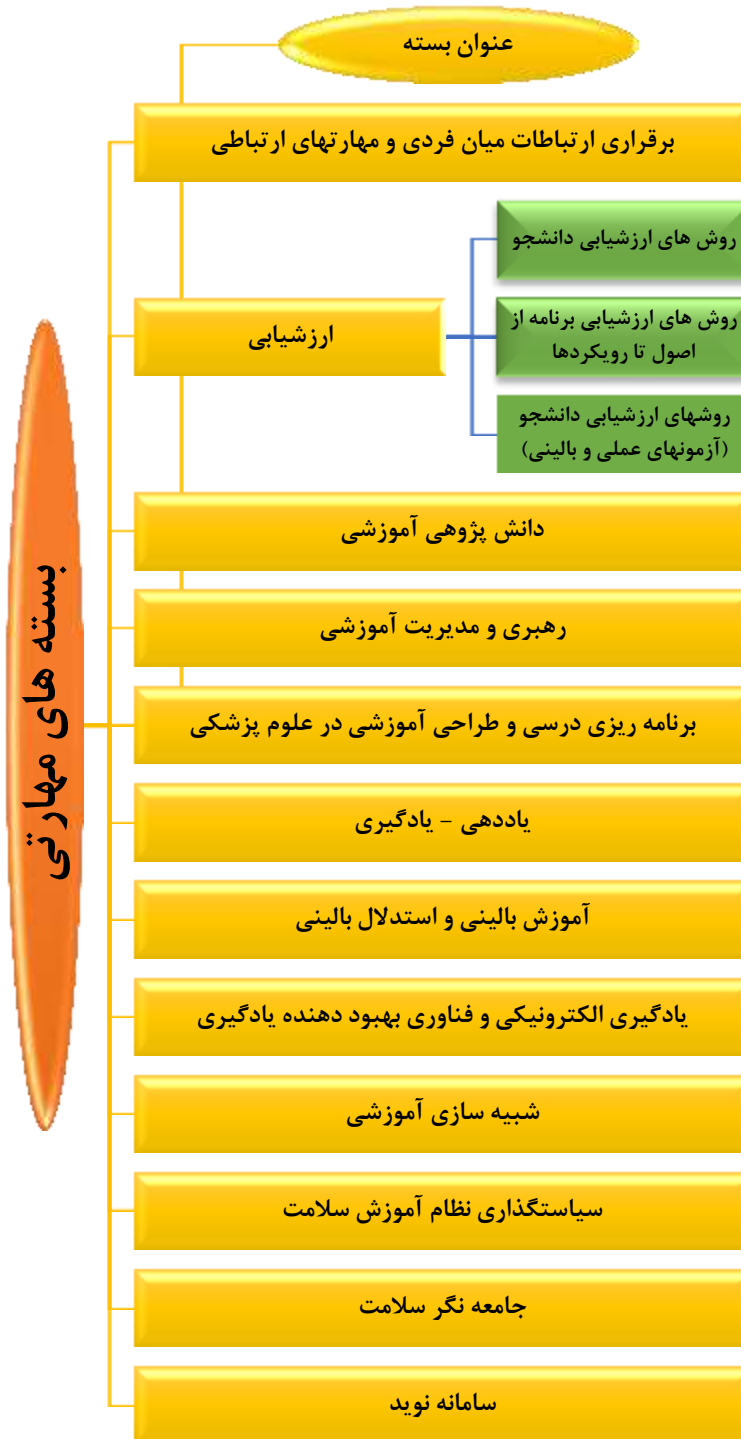 عنوان بسته
بسته های مهارتی
برقراری ارتباطات میان فردی و مهارتهای ارتباطی
ارزشیابی
روش های ارزشیابی دانشجو
روش های ارزشیابی برنامه از
اصول تا رویکردها
روشهای ارزشیابی دانشجو
(آزمونهای عملی و بالینی)
دانش پژوهی آموزشی
رهبری و مدیریت آموزشی
برنامه ریزی درسی و طراحی آموزشی در علوم پزشکی
یاددهی - یادگیری
آموزش بالینی و استدلال بالینی
یادگیری الکترونیکی و فناوری بهبود دهنده یادگیری
شبیه سازی آموزشی
سیاستگذاری نظام آموزش سلامت
جامعه نگر سلامت
سامانه نوید